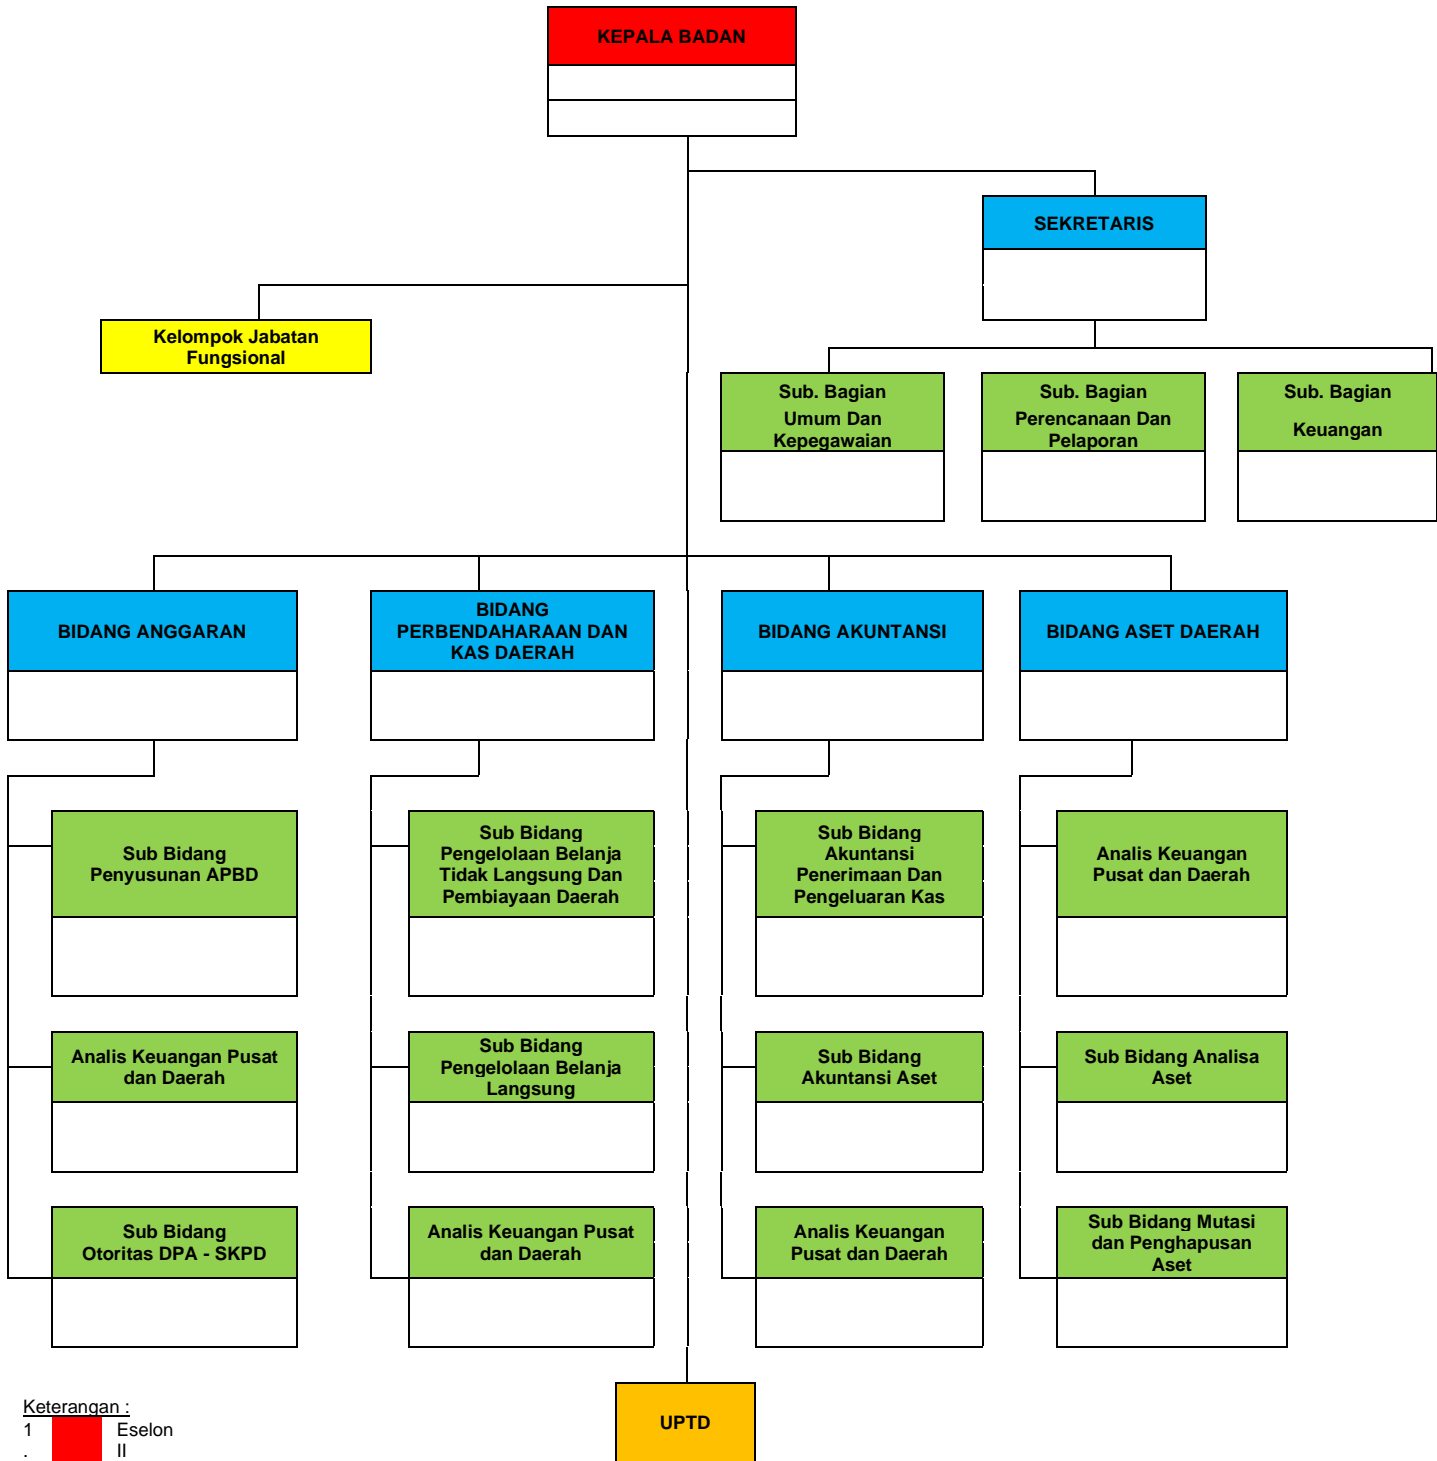 KEPALA BADAN
SEKRETARIS
Kelompok Jabatan
Fungsional
Sub. Bagian
Umum Dan
Kepegawaian
Sub. Bagian
Perencanaan Dan
Pelaporan
Sub. Bagian
Keuangan
BIDANG ANGGARAN
BIDANG
PERBENDAHARAAN DAN
KAS DAERAH
BIDANG AKUNTANSI
BIDANG ASET DAERAH
Sub Bidang
Penyusunan APBD
Sub Bidang
Pengelolaan Belanja
Tidak Langsung Dan
Pembiayaan Daerah
Sub Bidang
Akuntansi
Penerimaan Dan
Pengeluaran Kas
Analis Keuangan
Pusat dan Daerah
Analis Keuangan Pusat
dan Daerah
Sub Bidang
Pengelolaan Belanja
Langsung
Sub Bidang
Akuntansi Aset
Sub Bidang Analisa
Aset
Sub Bidang
Otoritas DPA - SKPD
Analis Keuangan Pusat
dan Daerah
Analis Keuangan
Pusat dan Daerah
Sub Bidang Mutasi
dan Penghapusan
Aset
UPTD
Keterangan :
1 Eselon
. II